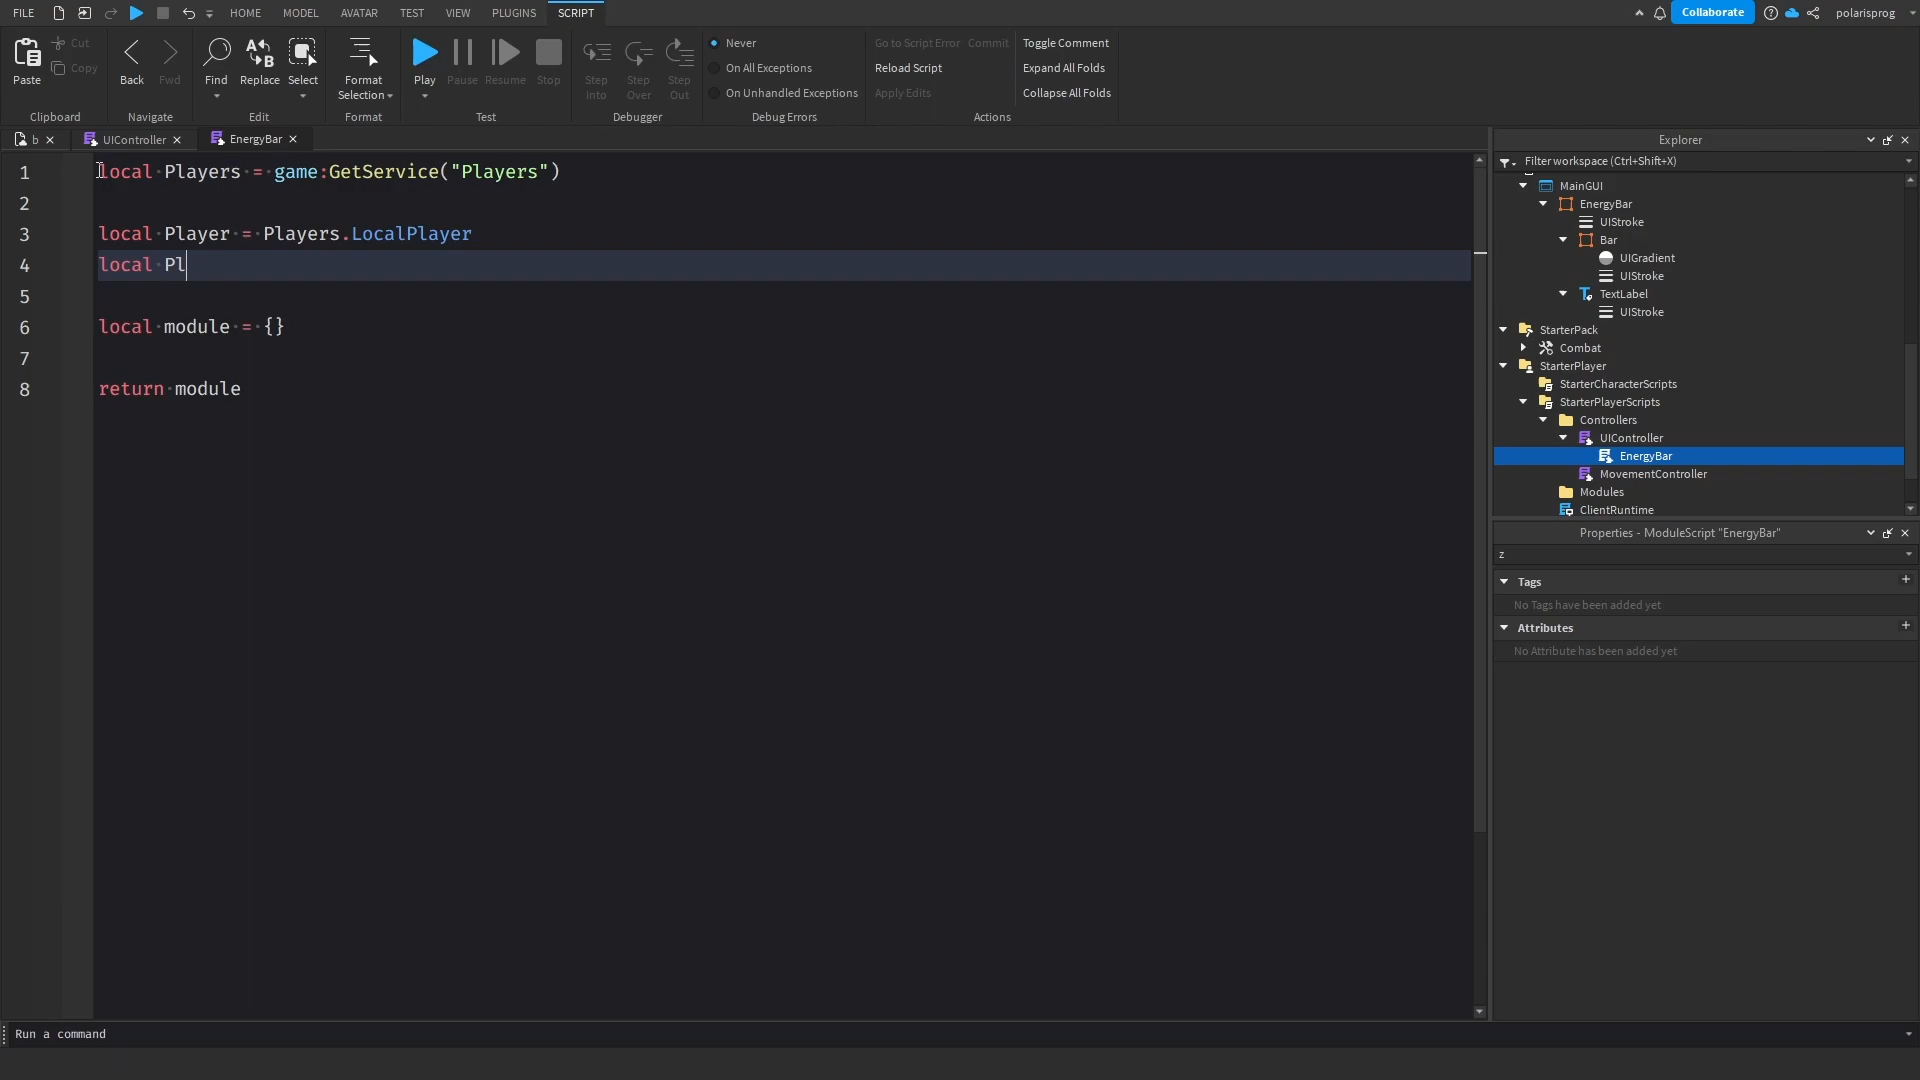 FILE
HOME
MODEL
AVATAR
TEST
VIEW
PLUGINS
SCRIPT
Collaborate
polarisprog
Paste
Cut
Copy
Clipboard
Back
Fwd
Navigate
Find
Replace
Select
Edit
Format
Selection
Format
Play
Pause
Resume
Stop
Test
Step
Into
Step
Over
Step
Out
Debugger
Never
On All Exceptions
On Unhandled Exceptions
Debug Errors
Go to Script Error
Commit
Reload Script
Apply Edits
Toggle Comment
Expand All Folds
Collapse All Folds
Actions
b
UIController
EnergyBar
1 local Players = game:GetService("Players")
2
3 local Player = Players.LocalPlayer
4 local Pl
5
6 local module = {}
7
8 return module
Explorer
Filter workspace (Ctrl+Shift+X)
MainGUI
EnergyBar
UIStroke
Bar
UIGradient
UIStroke
TextLabel
UIStroke
StarterPack
Combat
StarterPlayer
StarterCharacterScripts
StarterPlayerScripts
Controllers
UIController
EnergyBar
MovementController
Modules
ClientRuntime
Properties - ModuleScript "EnergyBar"
z
Tags
No Tags have been added yet
Attributes
No Attribute has been added yet
Run a command